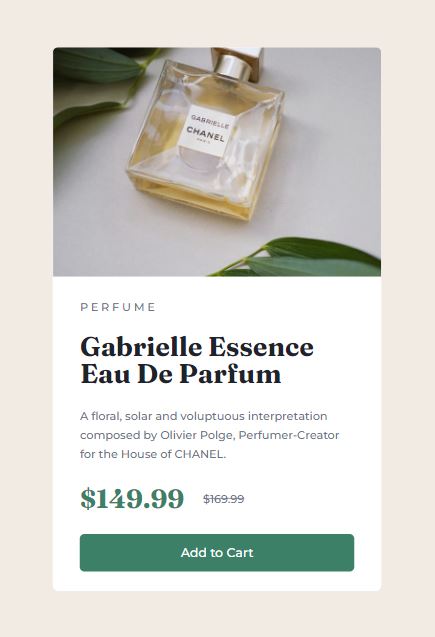 GABRIELLE
CHANEL
PARIS
PERFUME
Gabrielle Essence
Eau De Parfum
A floral, solar and voluptuous interpretation
composed by Olivier Polge, Perfumer-Creator
for the House of CHANEL.
$149.99 $169.99
Add to Cart